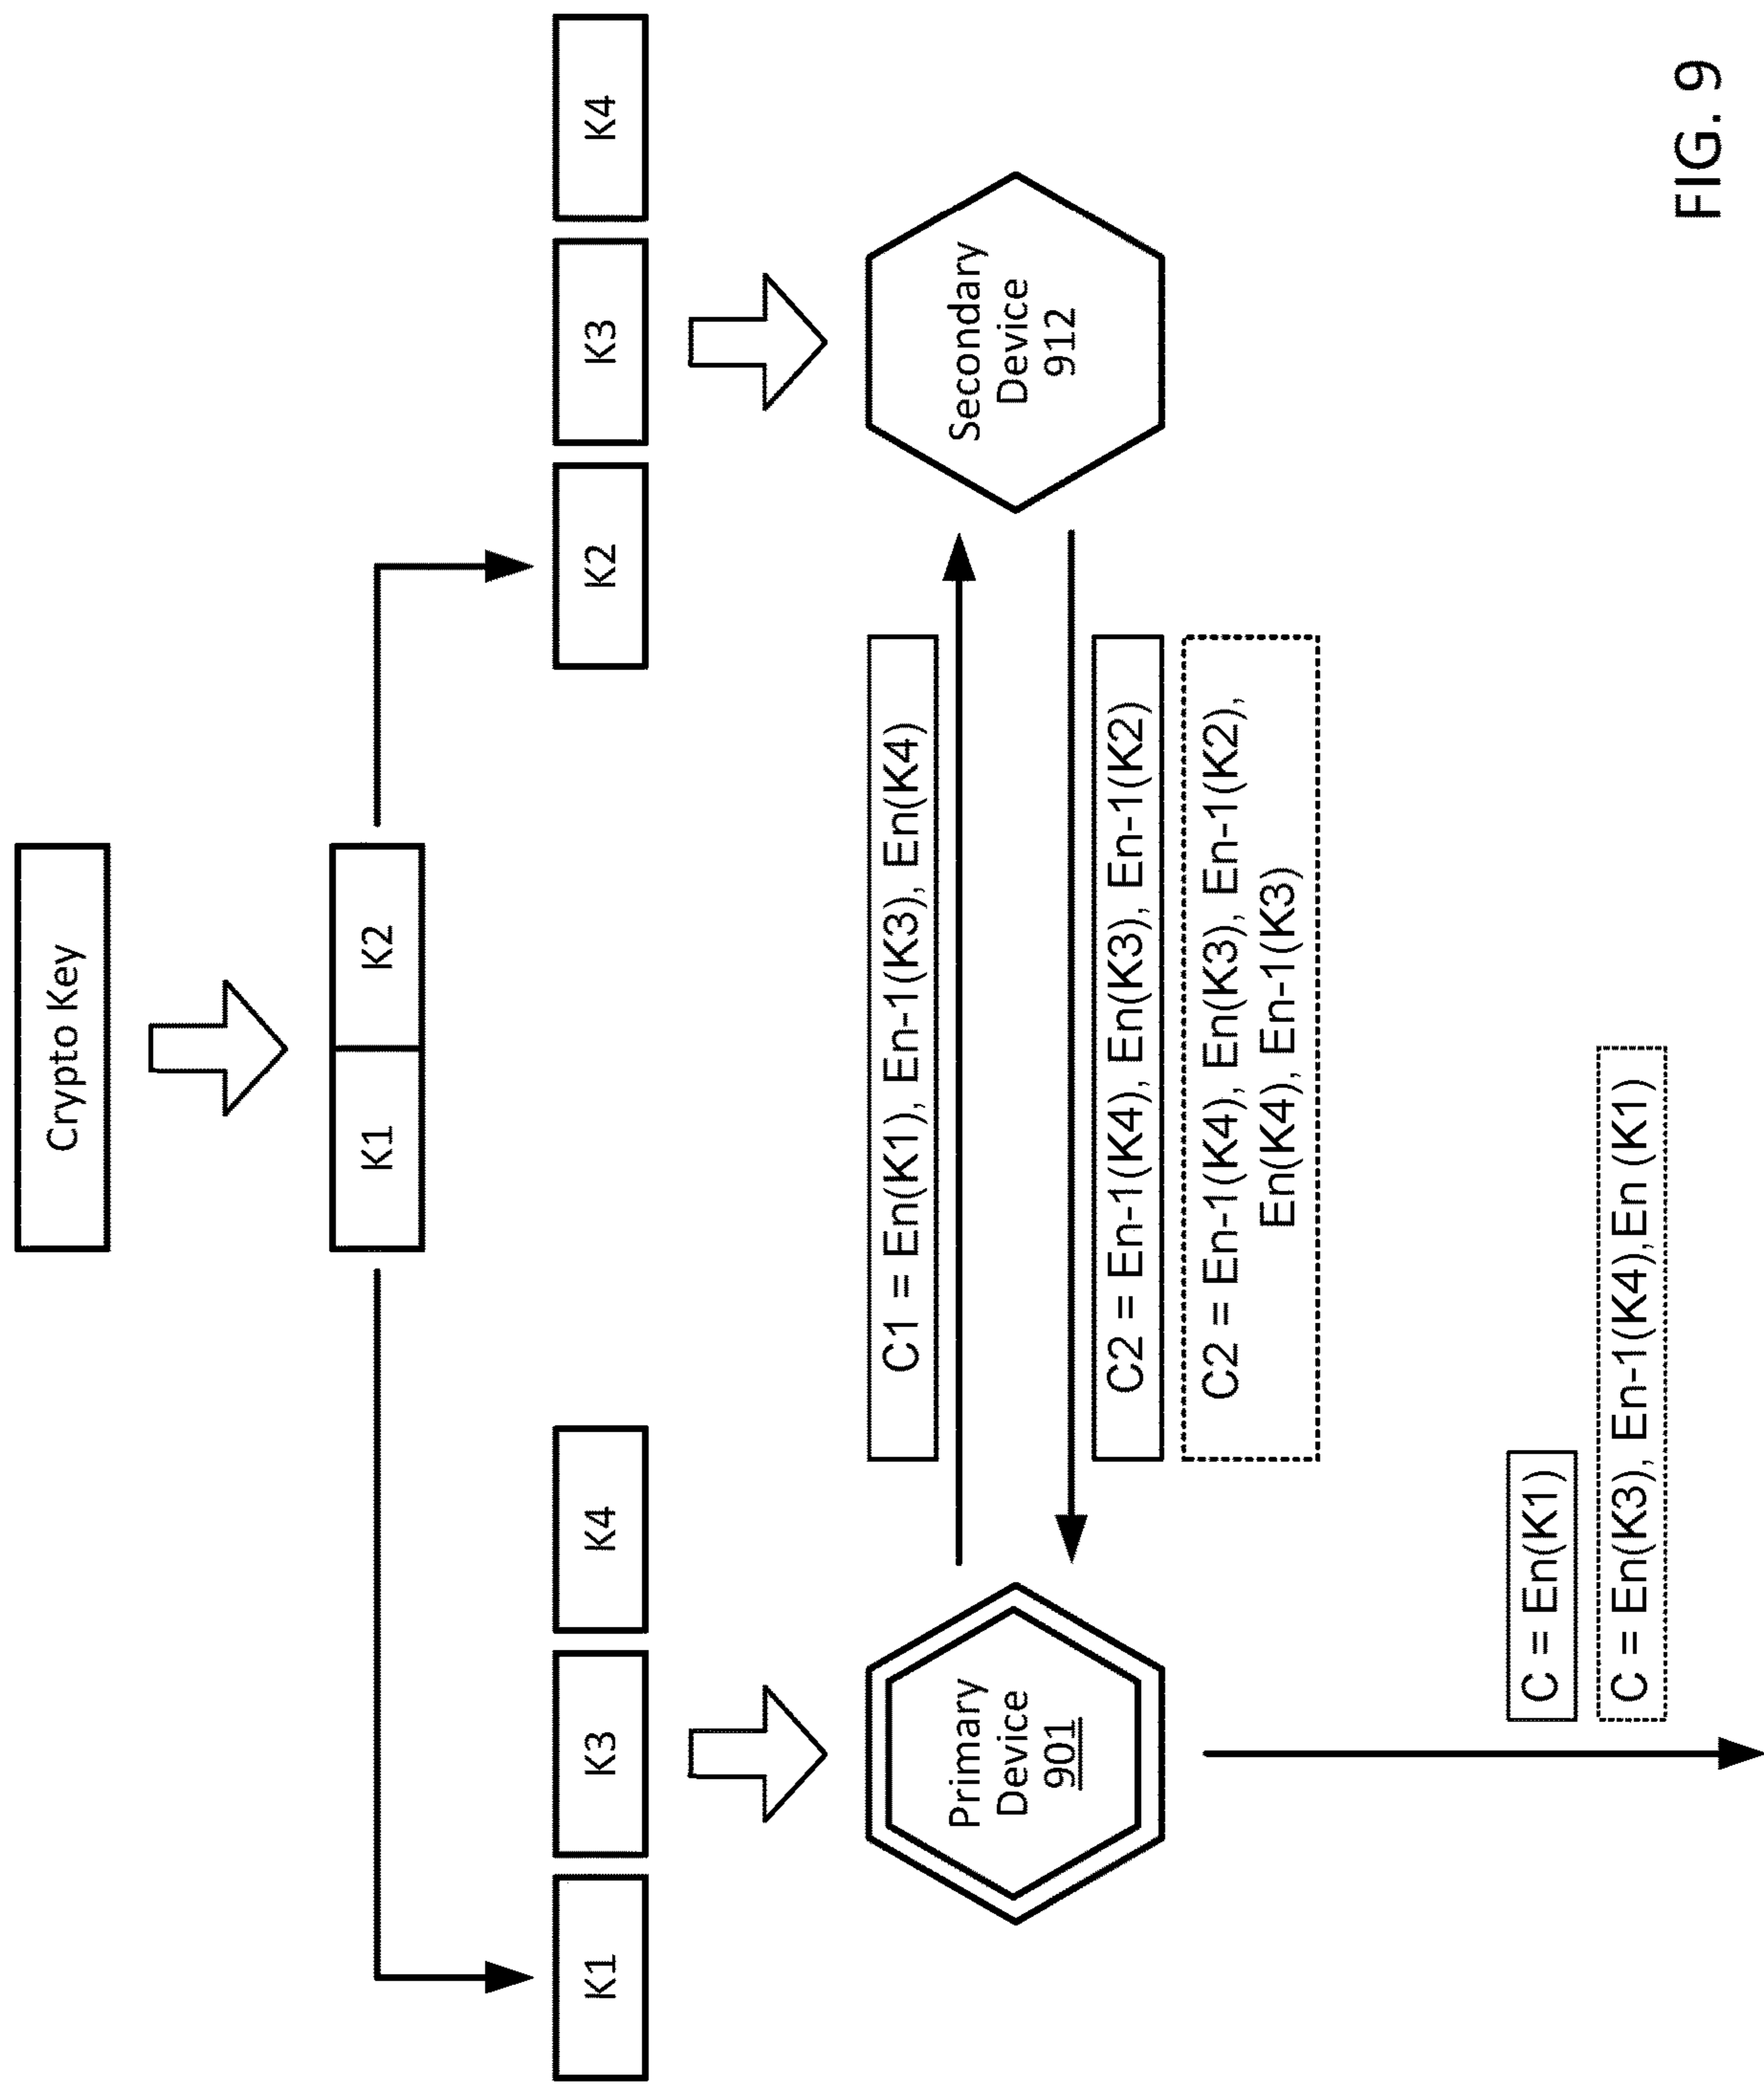 Crypto Key
K1
K2
K1
K3
K4
K2
K3
K4
Primary
Device
901
Secondary
Device
912
C1 = En(K1), En-1(K3), En(K4)
C2 = En-1(K4), En(K3), En-1(K2)
C2 = En-1(K4), En(K3), En-1(K2),
En(K4), En-1(K3)
C = En(K1)
C = En(K3), En-1(K4),En (K1)
FIG. 9